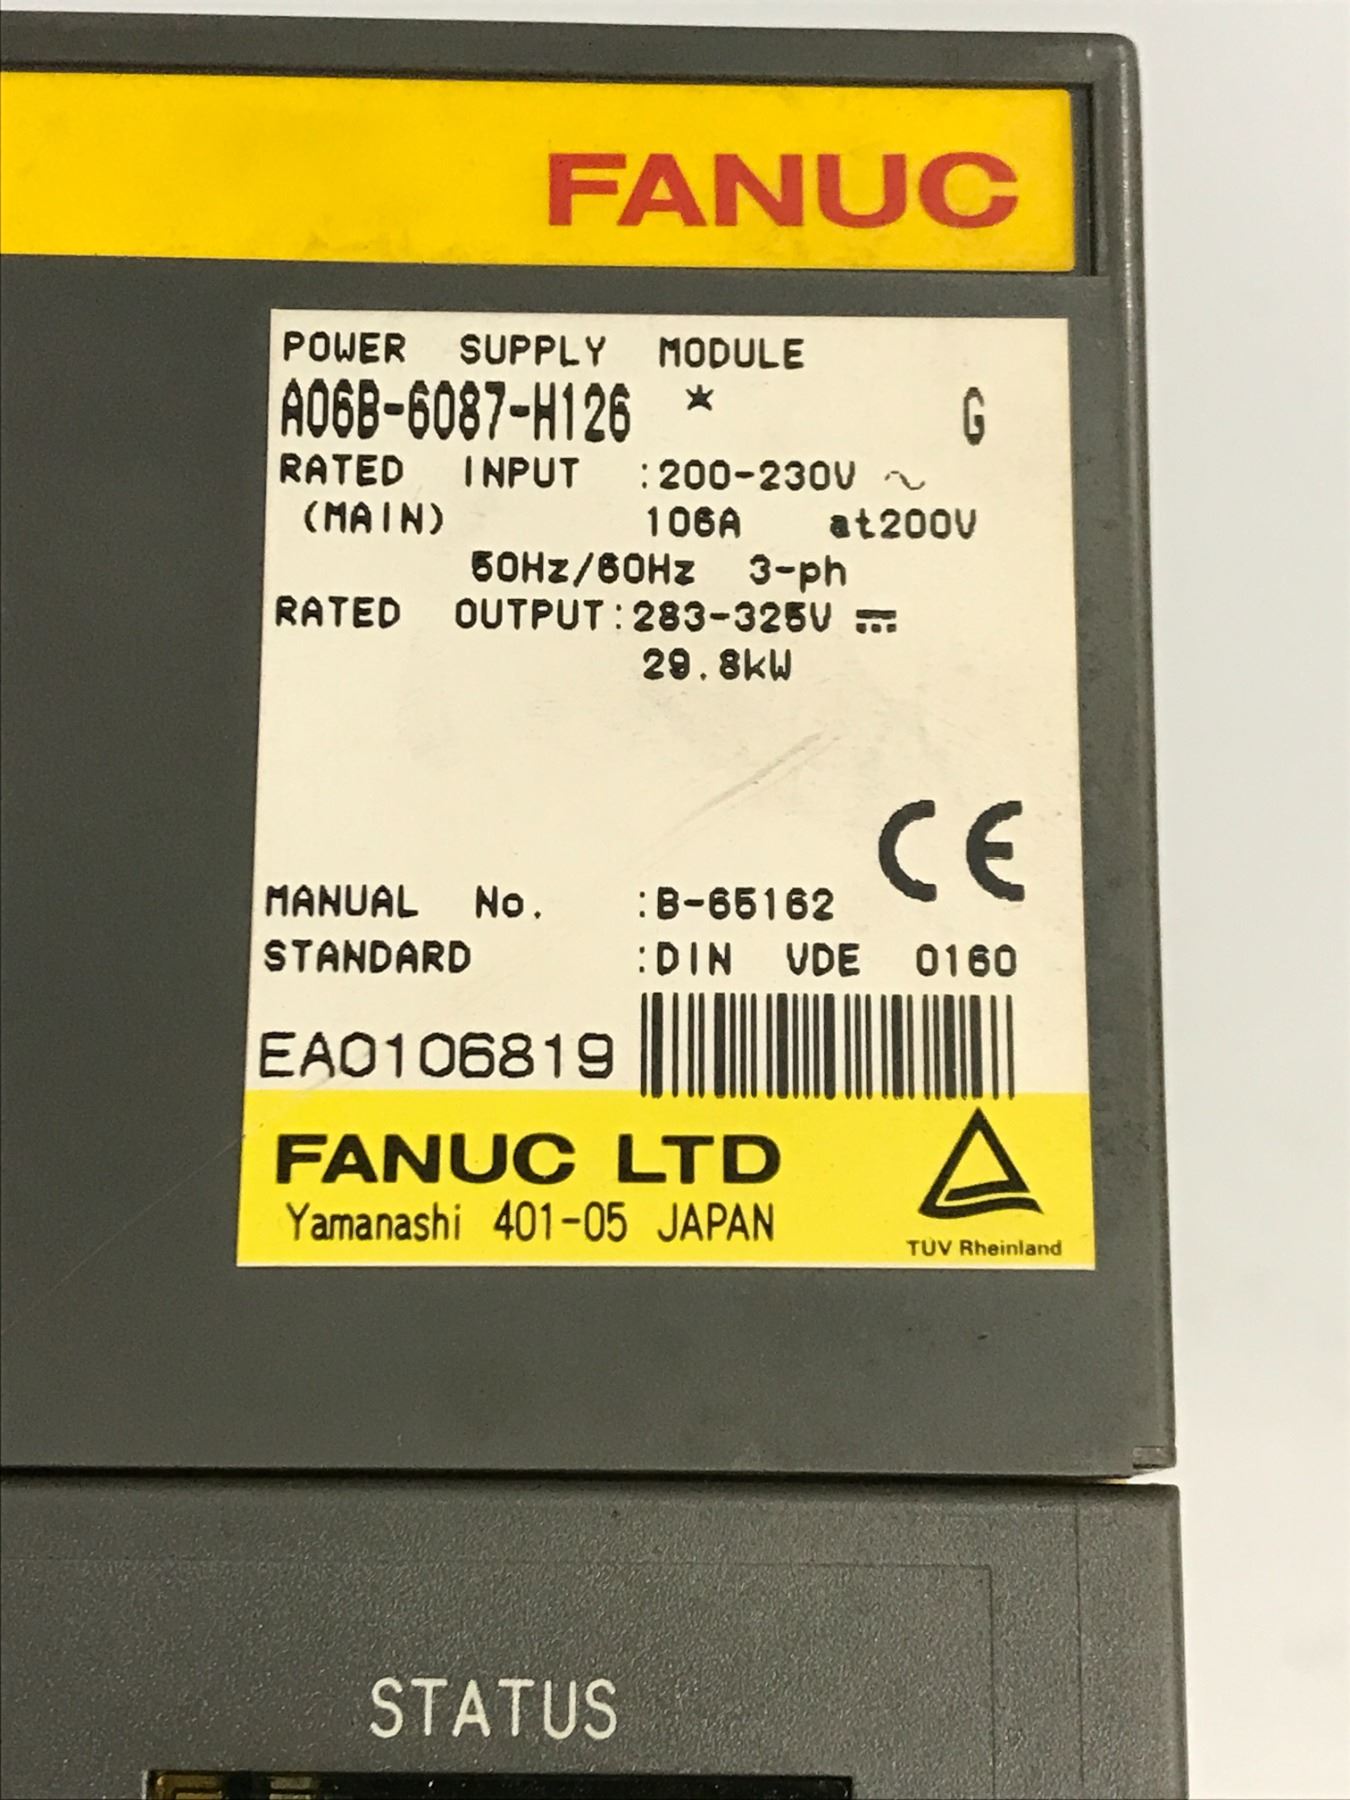 FANUC
POWER SUPPLY MODULE
A06B-6087-H126 * G
RATED INPUT :200-230V ~
(MAIN) 106A at200V
50Hz/60Hz 3-ph
RATED OUTPUT:283-325V ⎓
29.8kW
CE
MANUAL No. :B-65162
STANDARD :DIN VDE 0160
EA0106819
FANUC LTD
Yamanashi 401-05 JAPAN
TÜV Rheinland
STATUS